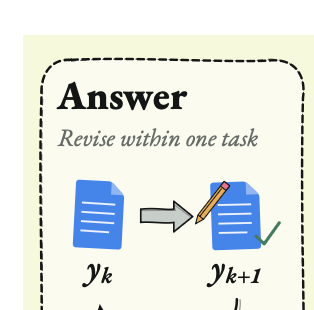 Answer
Revise within one task
yk yk+1